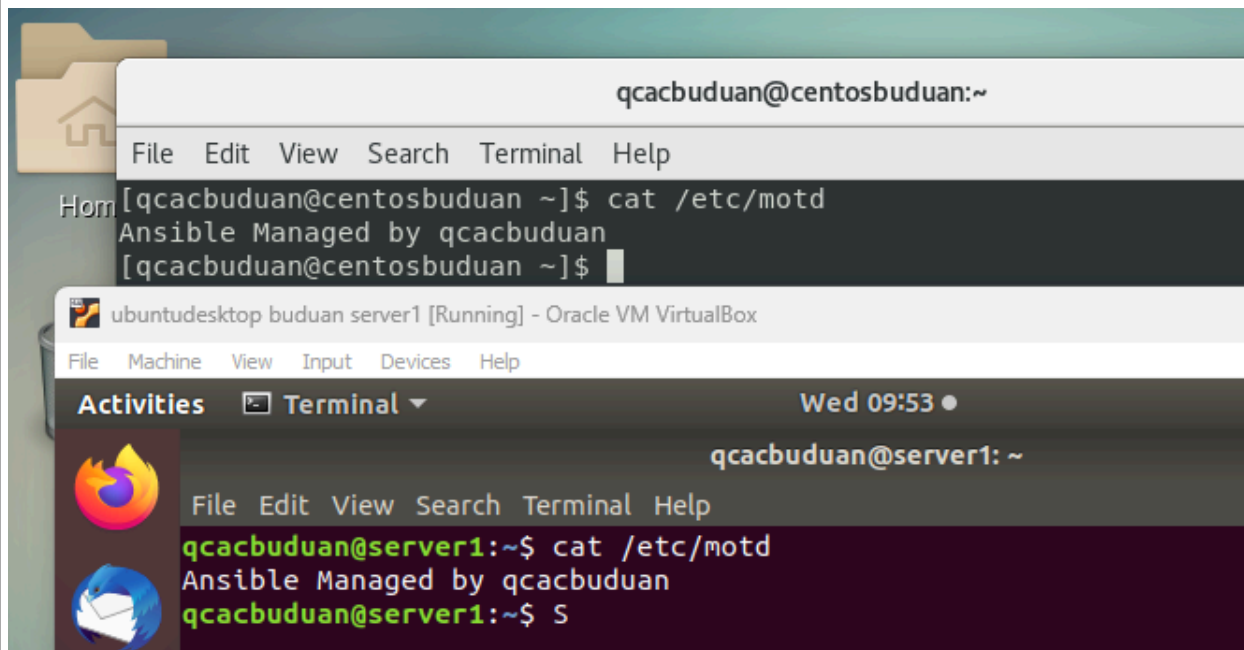 qcacbuduan@centosbuduan:~
File Edit View Search Terminal Help
Hom
[qcacbuduan@centosbuduan ~]$ cat /etc/motd
Ansible Managed by qcacbuduan
[qcacbuduan@centosbuduan ~]$
ubuntudesktop buduan server1 [Running] - Oracle VM VirtualBox
File Machine View Input Devices Help
Activities Terminal Wed 09:53
qcacbuduan@server1: ~
File Edit View Search Terminal Help
qcacbuduan@server1:~$ cat /etc/motd
Ansible Managed by qcacbuduan
qcacbuduan@server1:~$ S